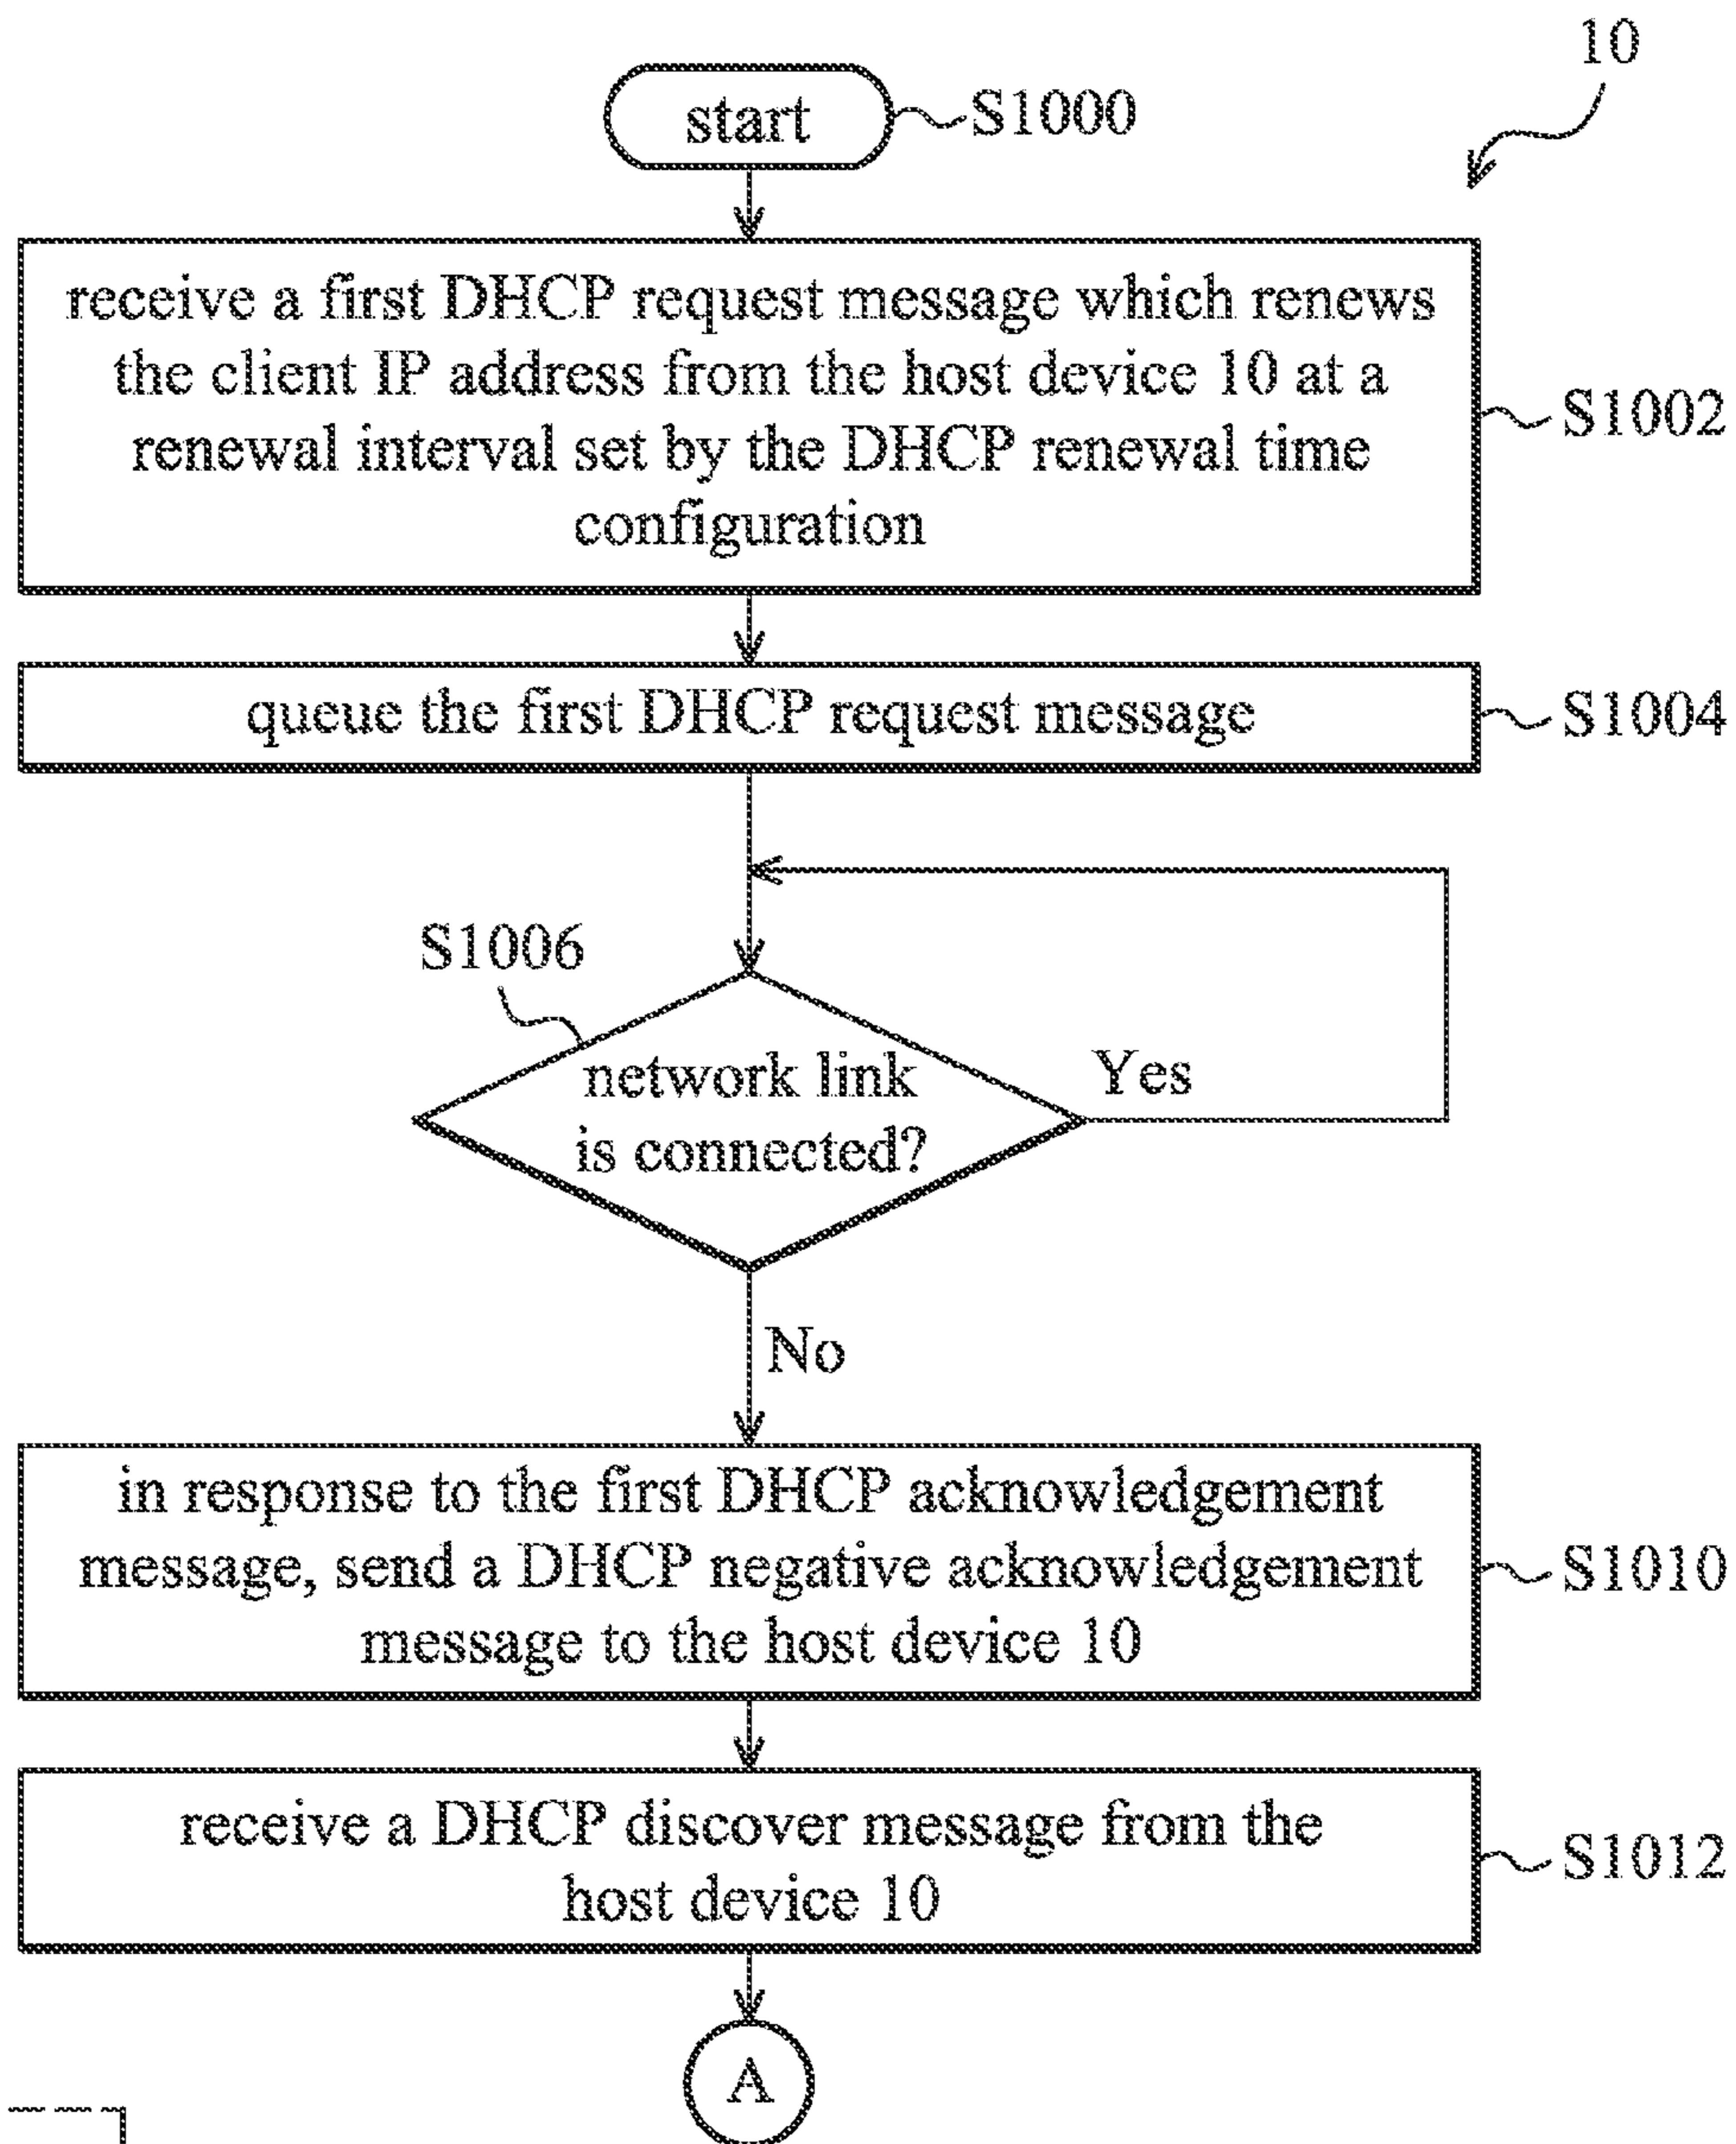 10
start
S1000
receive a first DHCP request message which renews
the client IP address from the host device 10 at a
renewal interval set by the DHCP renewal time
configuration
S1002
queue the first DHCP request message
S1004
S1006
network link
is connected?
Yes
No
in response to the first DHCP acknowledgement
message, send a DHCP negative acknowledgement
message to the host device 10
S1010
receive a DHCP discover message from the
host device 10
S1012
A